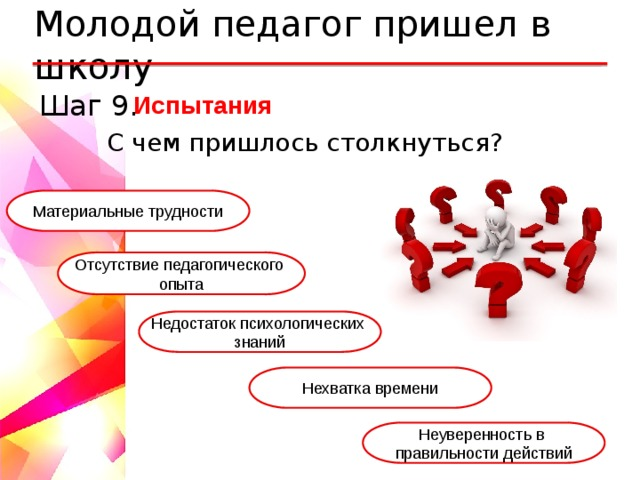 Молодой педагог пришел в
школу
Шаг 9. Испытания
С чем пришлось столкнуться?
Материальные трудности
Отсутствие педагогического
опыта
Недостаток психологических
знаний
Нехватка времени
Неуверенность в
правильности действий